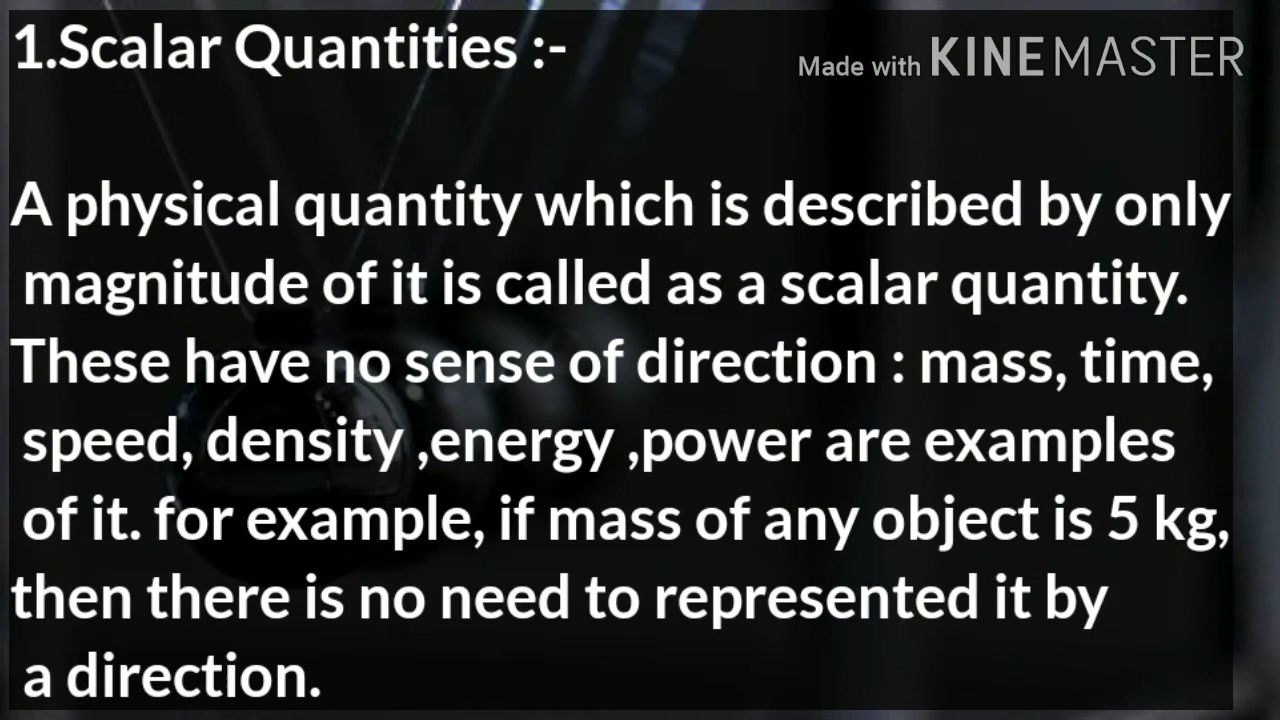 1.Scalar Quantities :-
Made with KINEMASTER
A physical quantity which is described by only
magnitude of it is called as a scalar quantity.
These have no sense of direction : mass, time,
speed, density ,energy ,power are examples
of it. for example, if mass of any object is 5 kg,
then there is no need to represented it by
a direction.